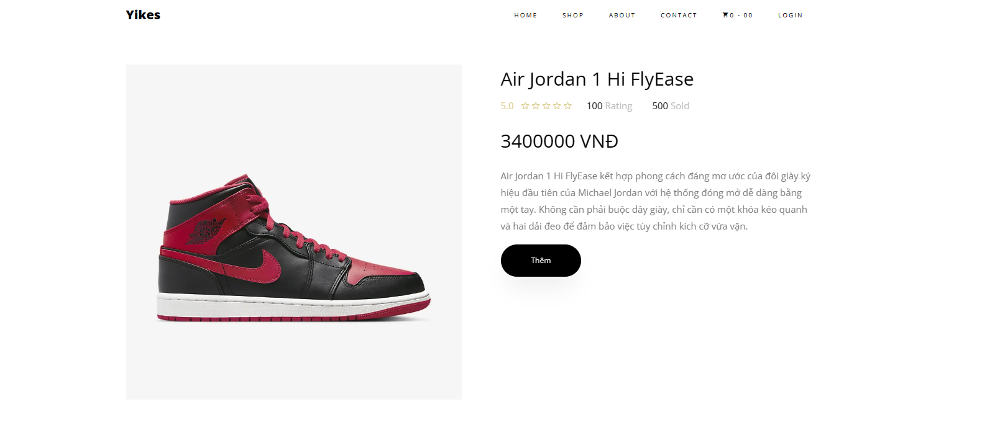 Yikes
HOME SHOP ABOUT CONTACT 0 - 00 LOGIN
Air Jordan 1 Hi FlyEase
5.0 ☆☆☆☆☆ 100 Rating 500 Sold
3400000 VNĐ
Air Jordan 1 Hi FlyEase kết hợp phong cách đáng mơ ước của đôi giày ký
hiệu đầu tiên của Michael Jordan với hệ thống đóng mở dễ dàng bằng
một tay. Không cần phải buộc dây giày, chỉ cần có một khóa kéo quanh
và hai dải đeo để đảm bảo việc tùy chỉnh kích cỡ vừa vặn.
Thêm